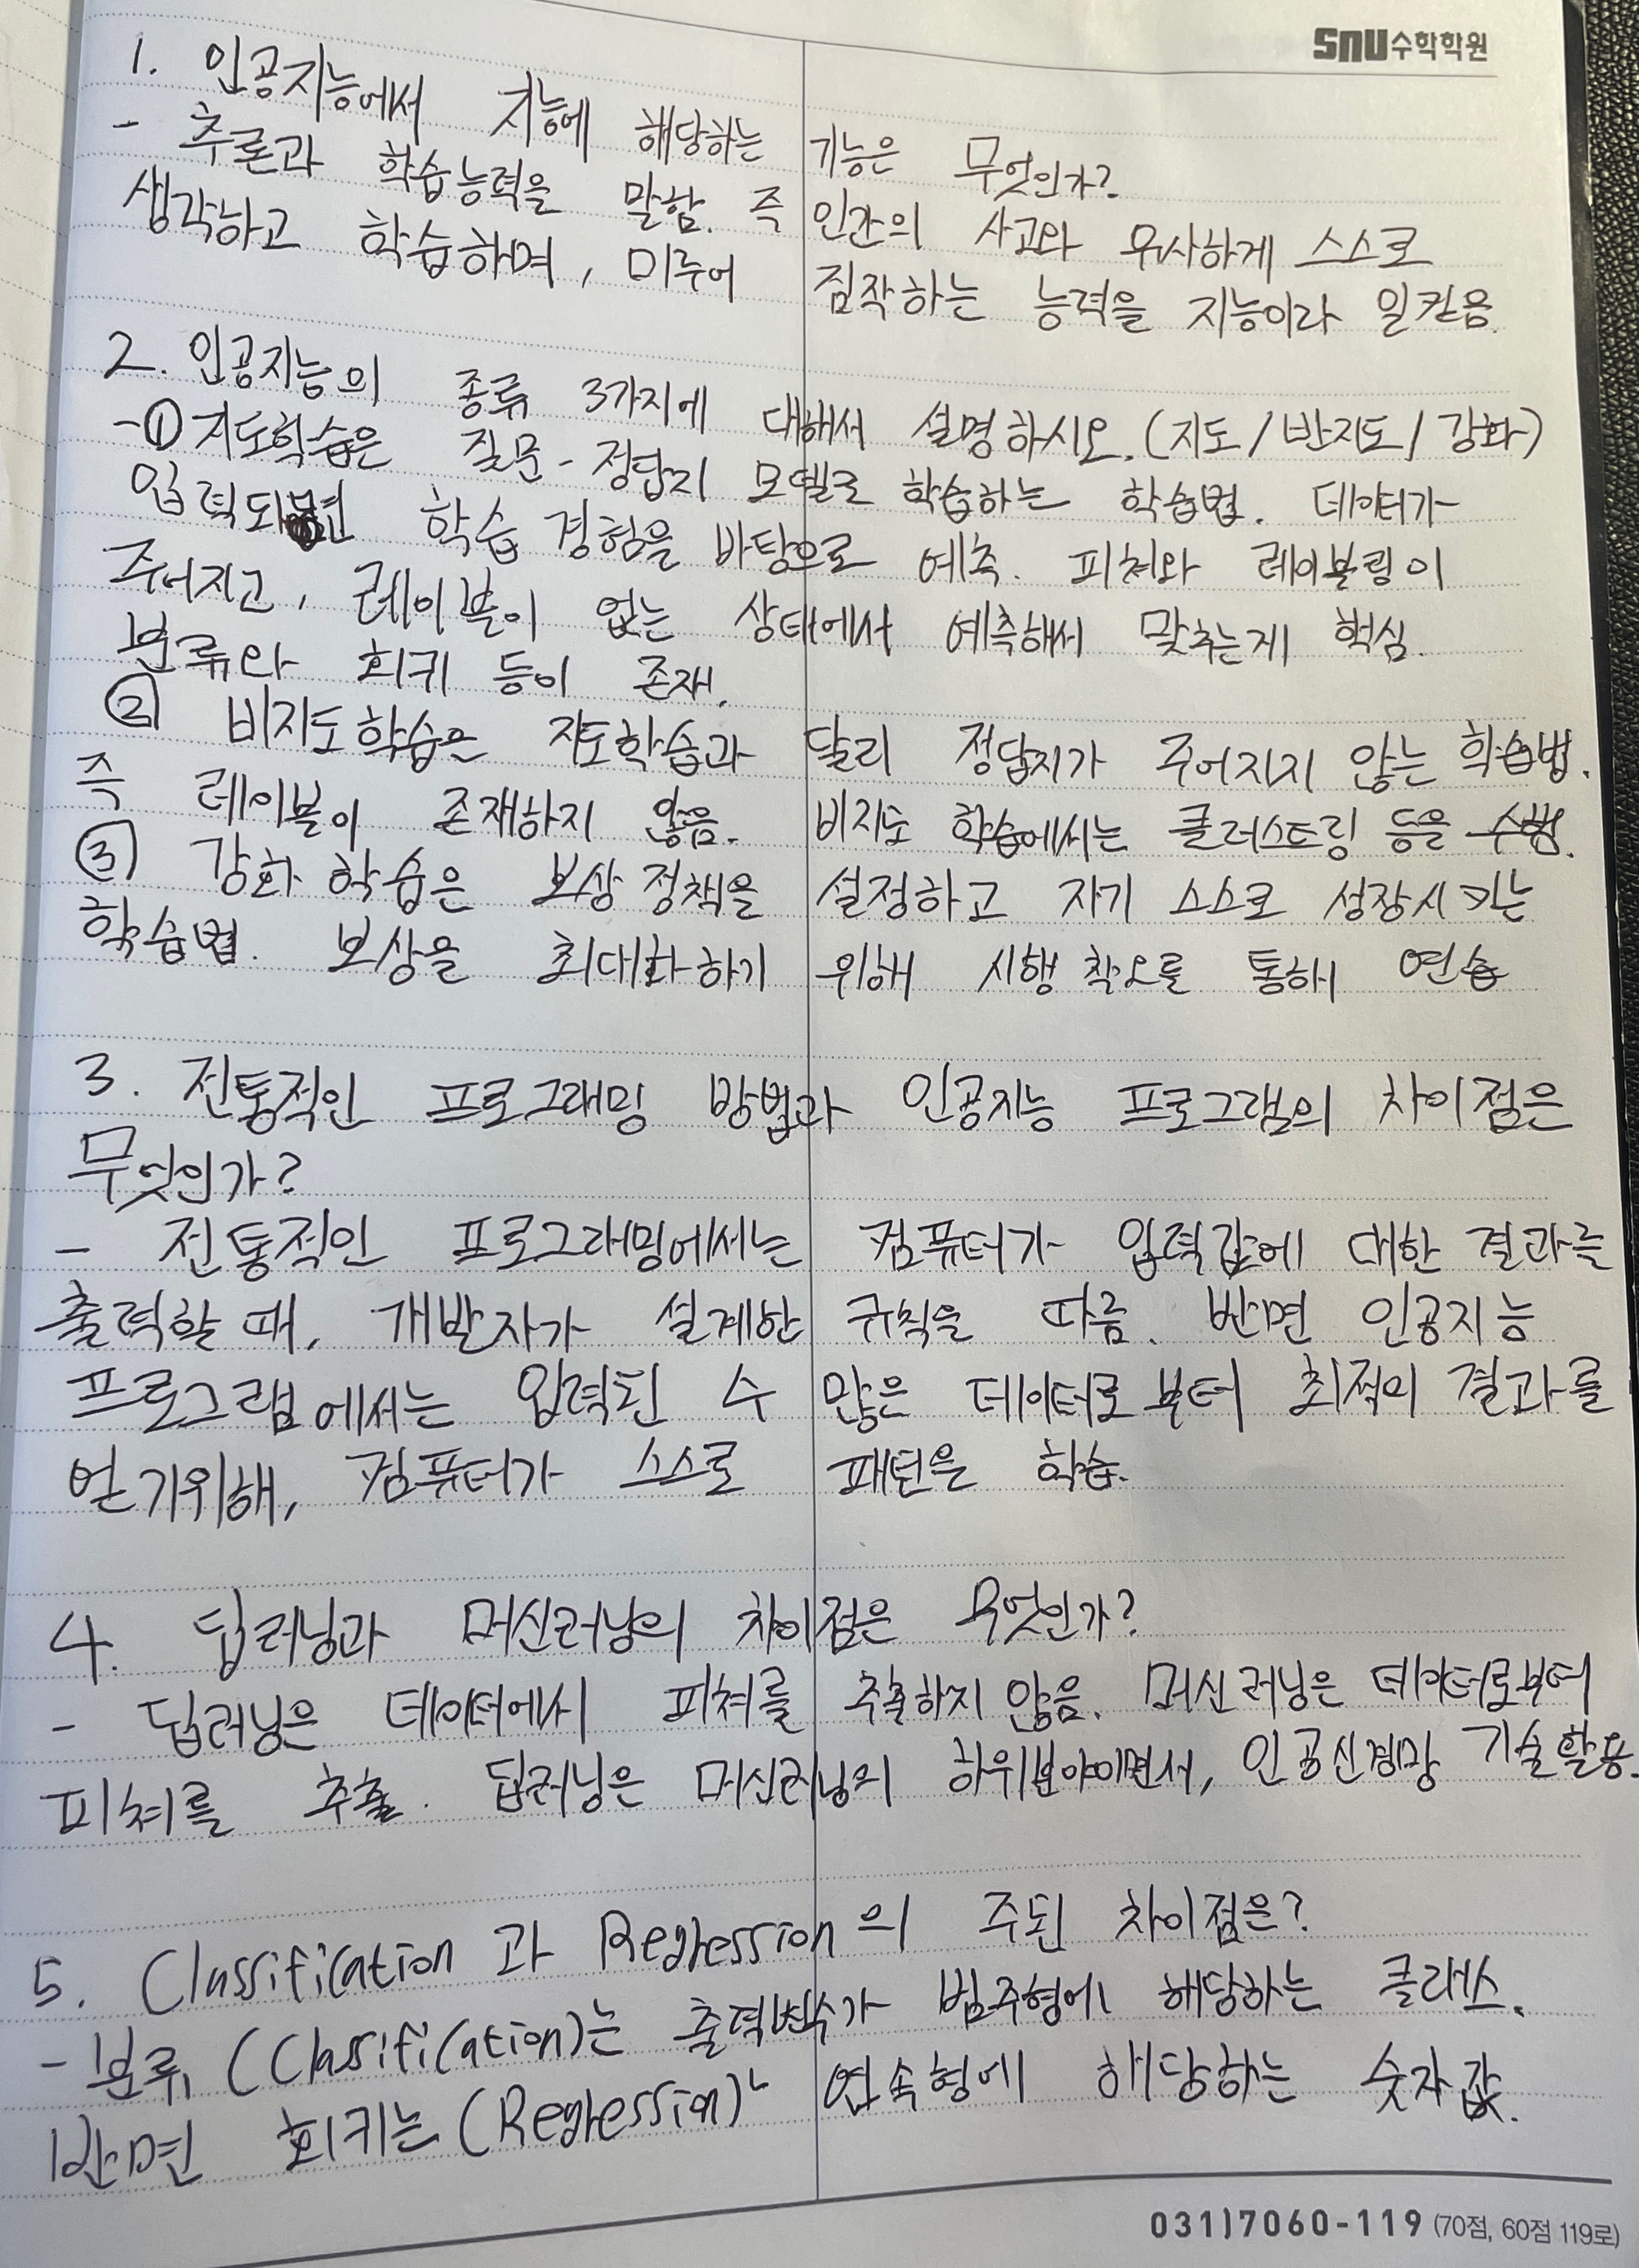 SNU수학학원
1. 인공지능에서 지능에 해당하는 기능은 무엇인가?
- 추론과 학습능력을 말함. 즉 인간의 사고와 유사하게 스스로
생각하고 학습하며, 미루어 짐작하는 능력을 지능이라 일컫음.
2. 인공지능의 종류 3가지에 대해서 설명하시오. (지도/반지도/강화)
-① 지도학습은 질문-정답지 모델로 학습하는 학습법. 데이터가
입력되면 학습 경험을 바탕으로 예측. 피쳐와 레이블링이
주어지고, 레이블이 없는 상태에서 예측해서 맞추는게 핵심.
분류와 회귀 등이 존재.
② 비지도학습은 지도학습과 달리 정답지가 주어지지 않는 학습법.
즉 레이블이 존재하지 않음. 비지도 학습에서는 클러스트링 등을 수행.
③ 강화 학습은 보상 정책을 설정하고 자기 스스로 성장시키는
학습법. 보상을 최대화하기 위해 시행 착오를 통해 연습
3. 전통적인 프로그래밍 방법과 인공지능 프로그램의 차이점은
무엇인가?
- 전통적인 프로그래밍에서는 컴퓨터가 입력값에 대한 결과를
출력할 때, 개발자가 설계한 규칙을 따름. 반면 인공지능
프로그램에서는 입력된 수 많은 데이터로부터 최적의 결과를
얻기위해, 컴퓨터가 스스로 패턴을 학습.
4. 딥러닝과 머신러닝의 차이점은 무엇인가?
- 딥러닝은 데이터에서 피쳐를 추출하지 않음. 머신러닝은 데이터로부터
피쳐를 추출. 딥러닝은 머신러닝의 하위분야이면서, 인공신경망 기술 활용.
5. Classification 과 Regression의 주된 차이점은?
- 분류 (Classification)는 출력변수가 범주형에 해당하는 클래스.
반면 회귀는 (Regression)는 연속형에 해당하는 숫자 값.
031)7060-119 (70점, 60점 119로)